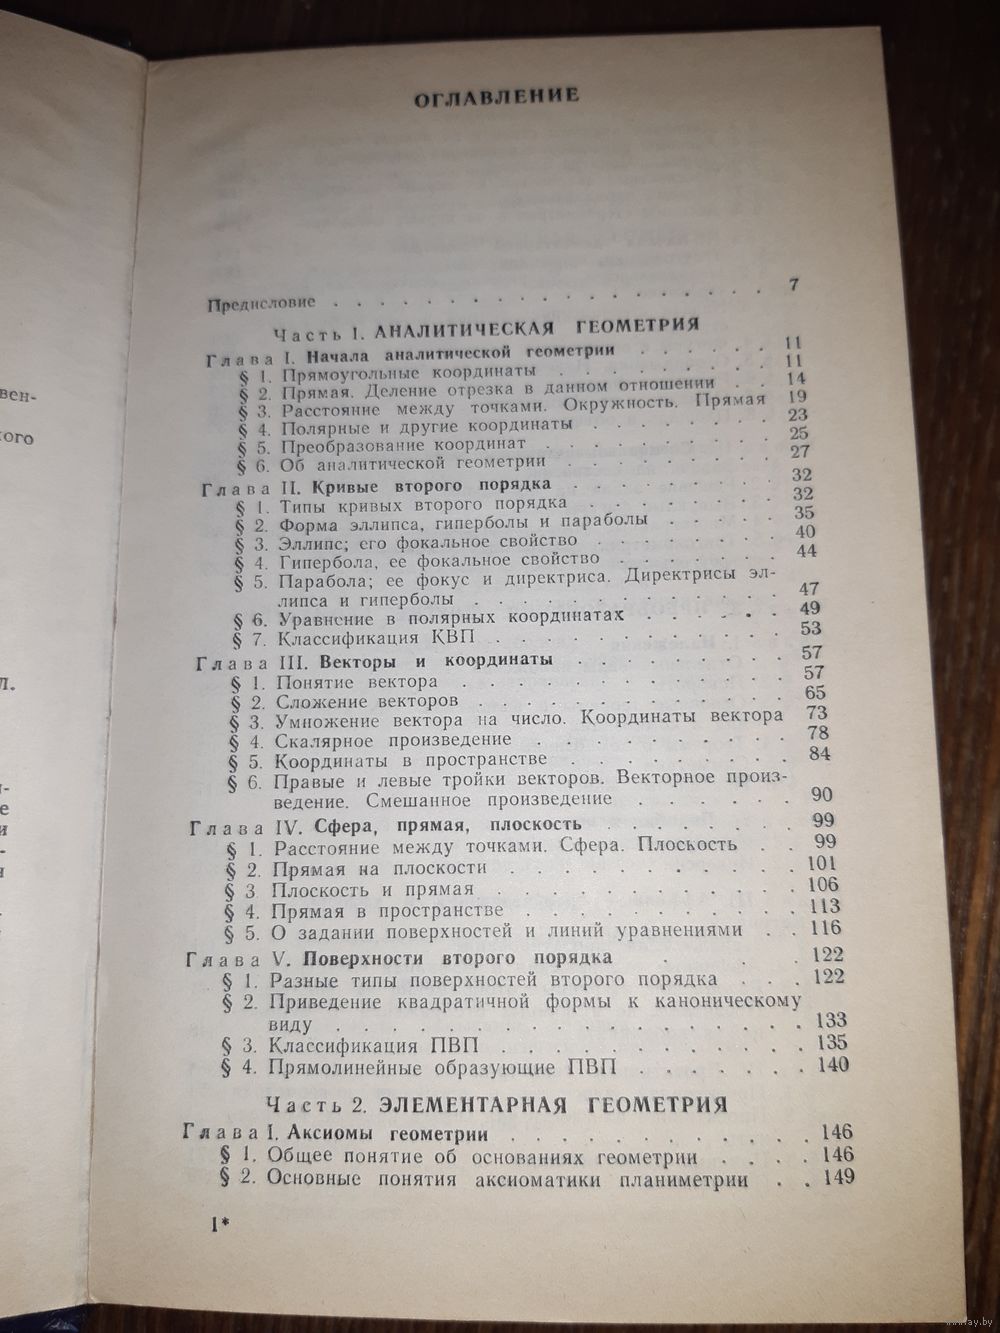 вен-
кого
л.
е
и
ОГЛАВЛЕНИЕ
Предисловие . . . . . . . . . . . . . . . . . 7
Часть 1. АНАЛИТИЧЕСКАЯ ГЕОМЕТРИЯ
Глава I. Начала аналитической геометрии . . . . . . 11
§ 1. Прямоугольные координаты . . . . . . . . . 11
§ 2. Прямая. Деление отрезка в данном отношении . . 14
§ 3. Расстояние между точками. Окружность. Прямая 19
§ 4. Полярные и другие координаты . . . . . . . . 23
§ 5. Преобразование координат . . . . . . . . . . 25
§ 6. Об аналитической геометрии . . . . . . . . . 27
Глава II. Кривые второго порядка . . . . . . . . . 32
§ 1. Типы кривых второго порядка . . . . . . . . 32
§ 2. Форма эллипса, гиперболы и параболы . . . . . 35
§ 3. Эллипс; его фокальное свойство . . . . . . . . 40
§ 4. Гипербола, ее фокальное свойство . . . . . . . 44
§ 5. Парабола; ее фокус и директриса. Директрисы эл-
липса и гиперболы . . . . . . . . . . . . . 47
§ 6. Уравнение в полярных координатах . . . . . . 49
§ 7. Классификация КВП . . . . . . . . . . . . 53
Глава III. Векторы и координаты . . . . . . . . . 57
§ 1. Понятие вектора . . . . . . . . . . . . . . 57
§ 2. Сложение векторов . . . . . . . . . . . . . 65
§ 3. Умножение вектора на число. Координаты вектора 73
§ 4. Скалярное произведение . . . . . . . . . . . 78
§ 5. Координаты в пространстве . . . . . . . . . 84
§ 6. Правые и левые тройки векторов. Векторное произ-
ведение. Смешанное произведение . . . . . . 90
Глава IV. Сфера, прямая, плоскость . . . . . . . . 99
§ 1. Расстояние между точками. Сфера. Плоскость . . 99
§ 2. Прямая на плоскости . . . . . . . . . . . . 101
§ 3 Плоскость и прямая . . . . . . . . . . . . 106
§ 4. Прямая в пространстве . . . . . . . . . . . 113
§ 5. О задании поверхностей и линий уравнениями . . 116
Глава V. Поверхности второго порядка . . . 122
§ 1. Разные типы поверхностей второго порядка . . . 122
§ 2. Приведение квадратичной формы к каноническому
виду . . . . . . . . . . . . . . . . . . 133
§ 3. Классификация ПВП . . . . . . . . . . . . 135
§ 4. Прямолинейные образующие ПВП . . . . . . . 140
Часть 2. ЭЛЕМЕНТАРНАЯ ГЕОМЕТРИЯ
Глава I. Аксиомы геометрии . . . . . . . . . . . . 146
§ 1. Общее понятие об основаниях геометрии . . . . 146
§ 2. Основные понятия аксиоматики планиметрии . . 149
1*